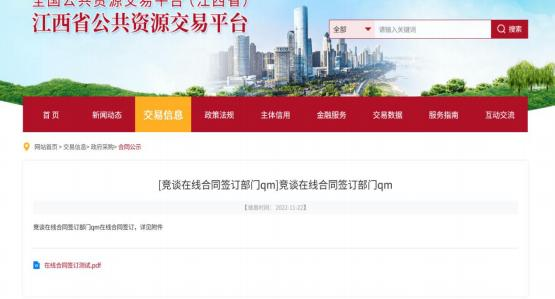 全国公共资源交易平台（江西省）
江西省公共资源交易平台
全部 请输入关键词 搜索
首 页 新闻动态 交易信息 政策法规 主体信用 金融服务 交易数据 服务指南 互动交流
网站首页> 交易信息> 政府采购> 合同公示
[竞谈在线合同签订部门qm]竞谈在线合同签订部门qm
【信息时间： 2022-11-22】
竞谈在线合同签订部门qm在线合同签订，详见附件
在线合同签订测试.pdf